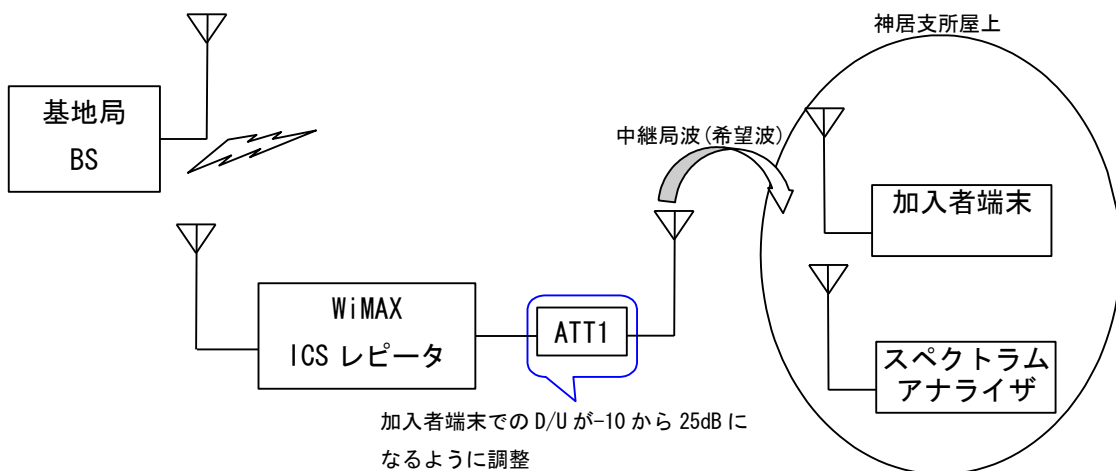 神居支所屋上
基地局
BS
中継局波(希望波)
加入者端末
WiMAX
ICS レピータ
ATT1
スペクトラム
アナライザ
加入者端末での D/U が-10 から 25dB に
なるように調整